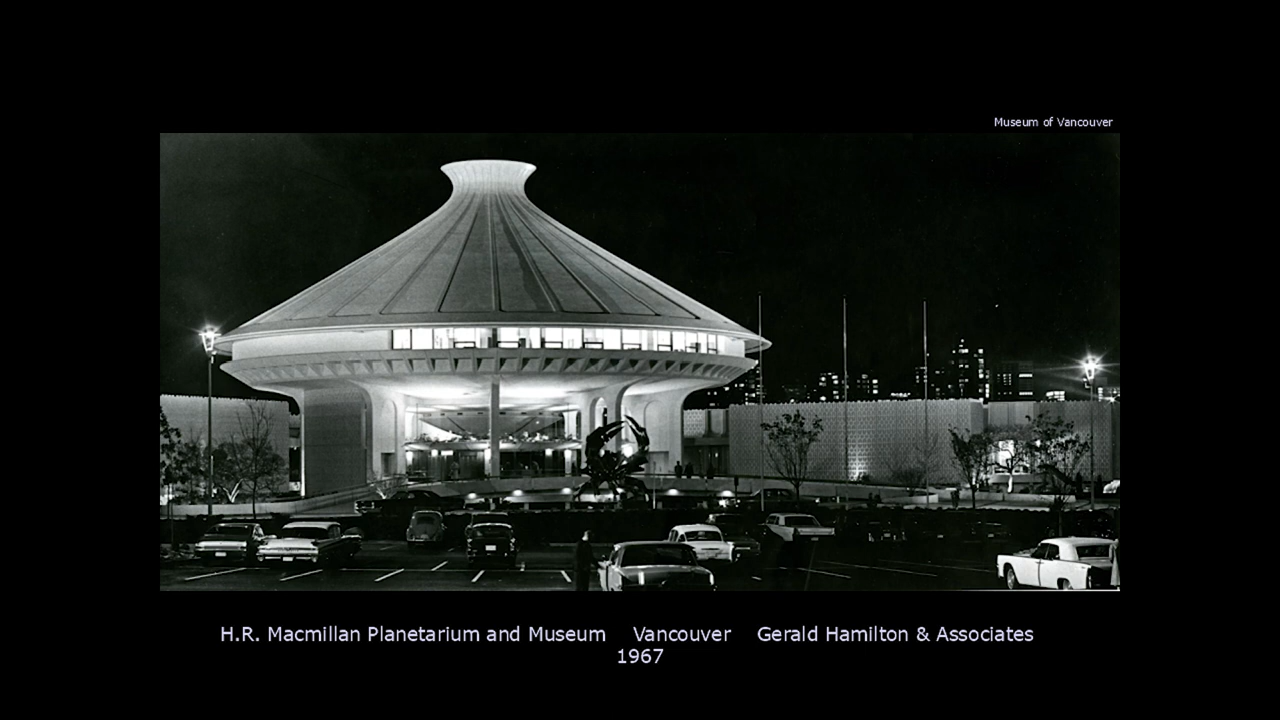 Museum of Vancouver
H.R. Macmillan Planetarium and Museum Vancouver Gerald Hamilton & Associates
1967